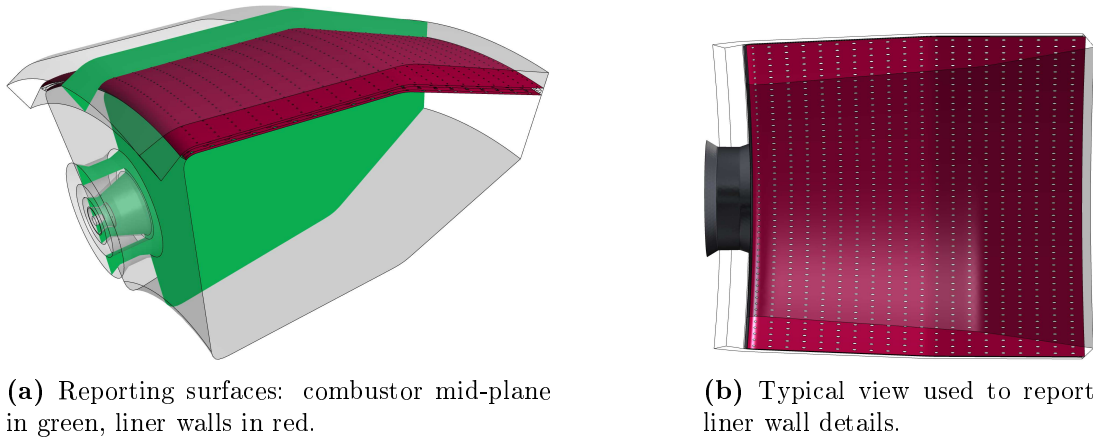 (a) Reporting surfaces: combustor mid-plane
in green, liner walls in red.
(b) Typical view used to report
liner wall details.